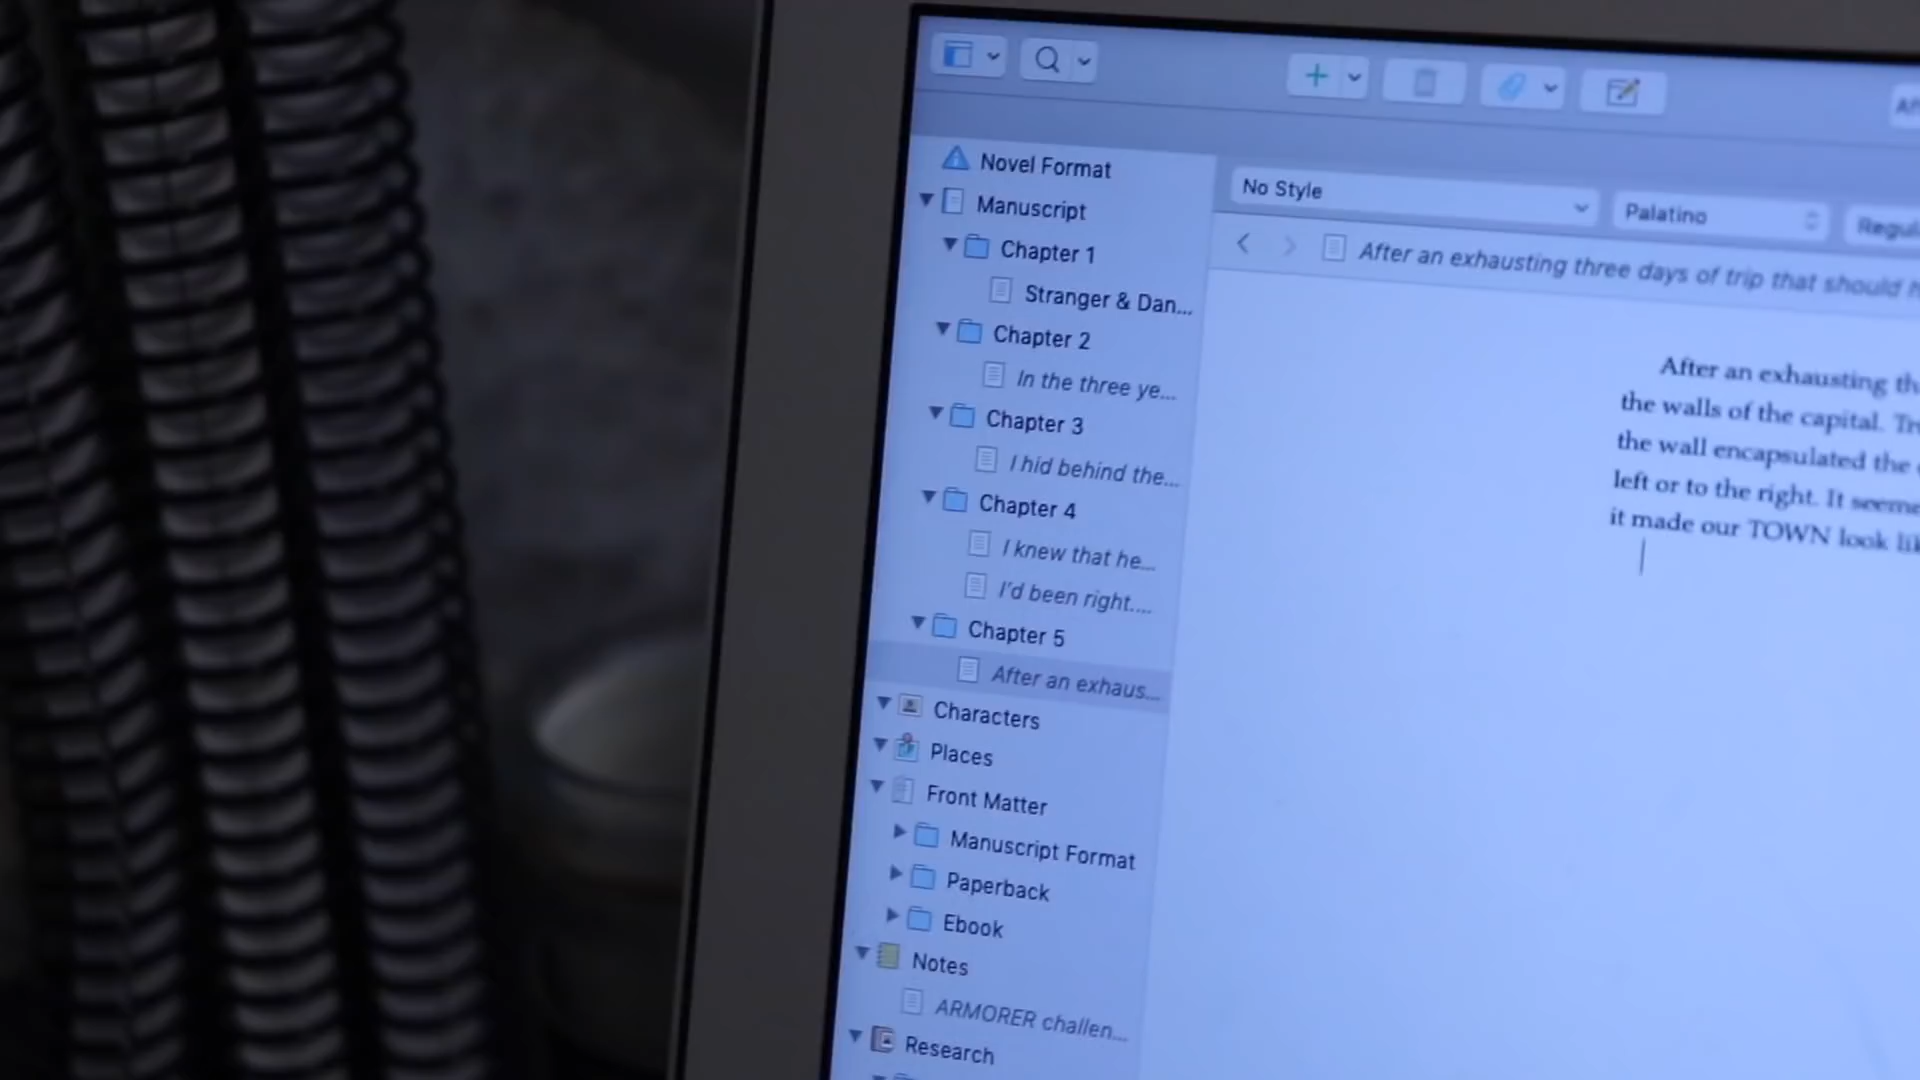 Novel Format
Manuscript
Chapter 1
Stranger & Dan...
Chapter 2
In the three ye...
Chapter 3
I hid behind the...
Chapter 4
I knew that he...
I'd been right....
Chapter 5
After an exhaus...
Characters
Places
Front Matter
Manuscript Format
Paperback
Ebook
Notes
ARMORER challen...
Research
No Style
Palatino
Regul
After an exhausting three days of trip that should
After an exhausting
the walls of the capital.
the wall encapsulated the
left or to the right. It seeme
it made our TOWN look